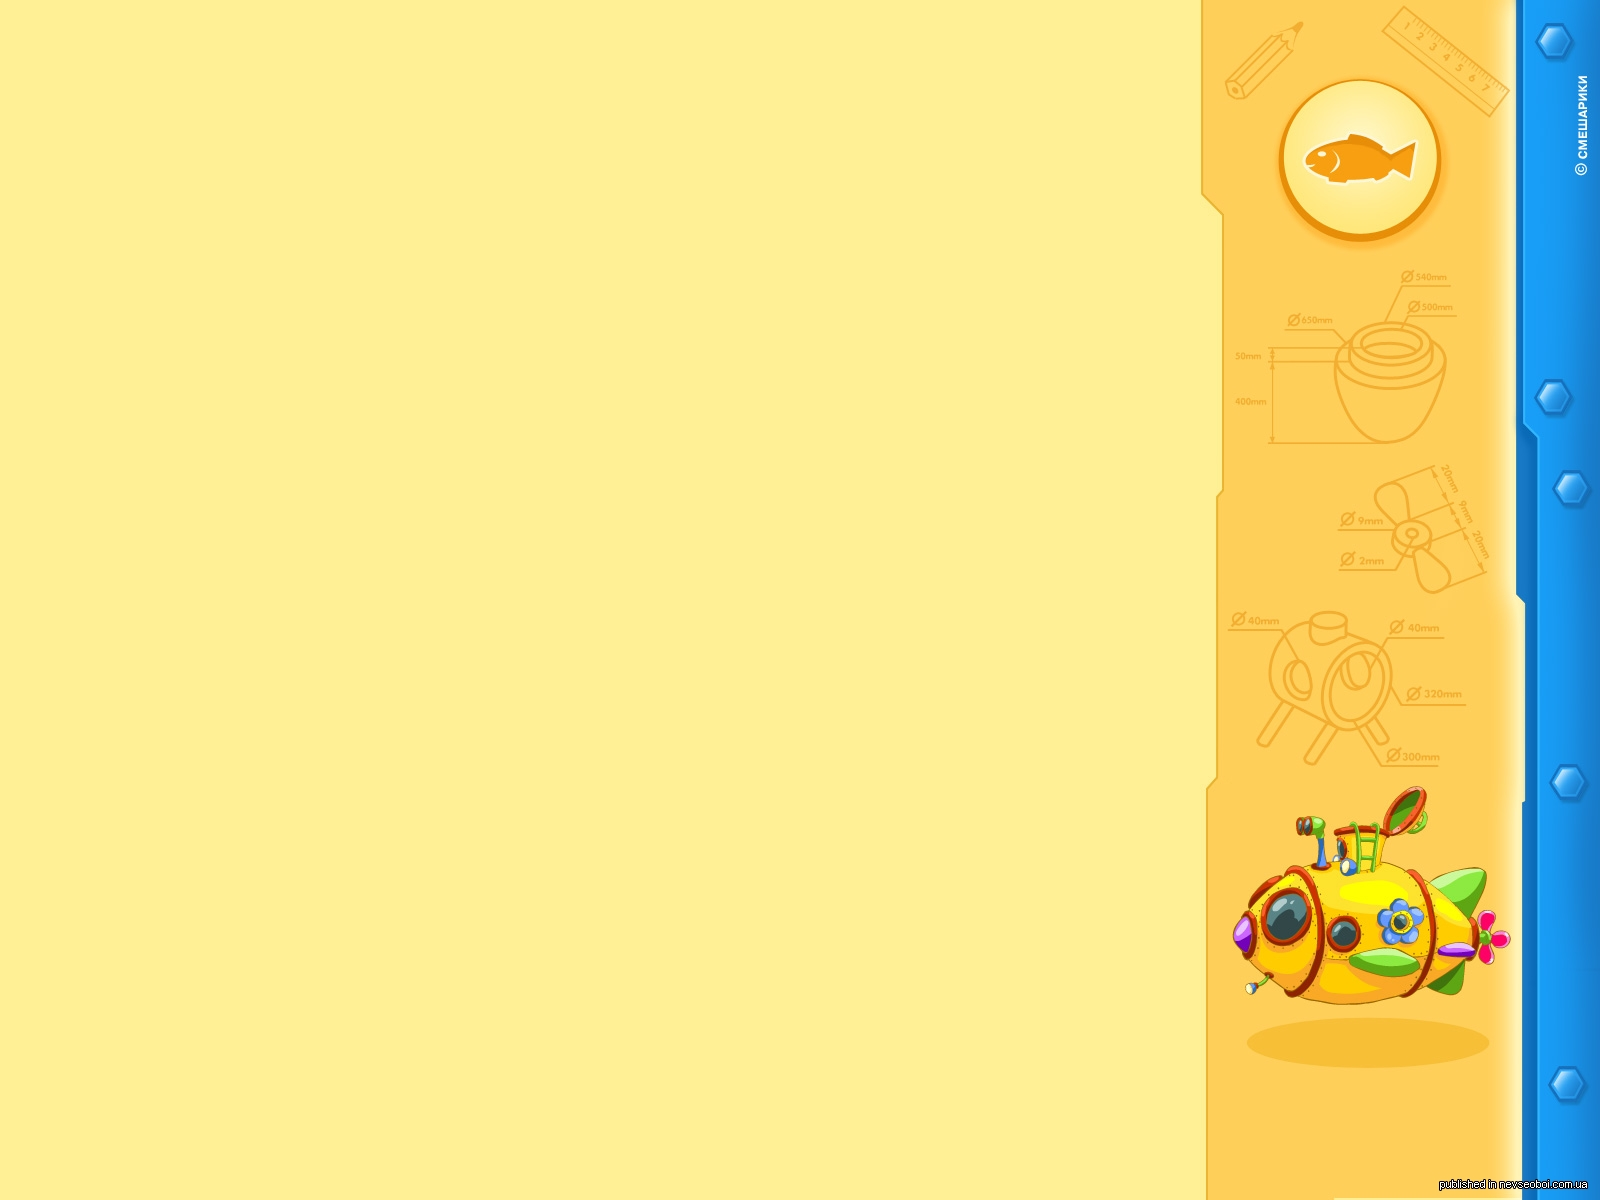 1 2 3 4 5 6 7
© СМЕШАРИКИ
Ø 540mm
Ø 500mm
Ø 650mm
50mm
400mm
20mm
9mm
20mm
Ø 9mm
Ø 2mm
Ø 40mm
Ø 40mm
Ø 320mm
Ø 300mm
published in nevseoboi.com.ua